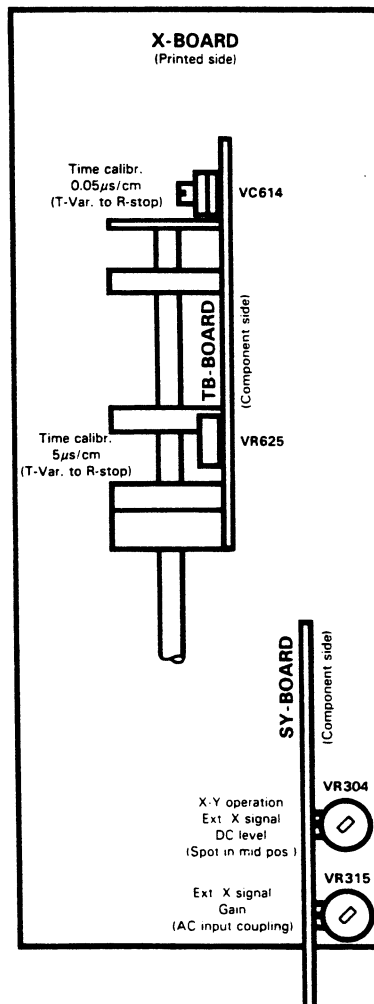 X-BOARD
(Printed side)
Time calibr.
0.05µs/cm
(T-Var. to R-stop)
VC614
TB-BOARD
(Component side)
Time calibr.
5µs/cm
(T-Var. to R-stop)
VR625
SY-BOARD
(Component side)
VR304
X-Y operation
Ext X signal
DC level
(Spot in mid pos)
VR315
Ext X signal
Gain
(AC input coupling)